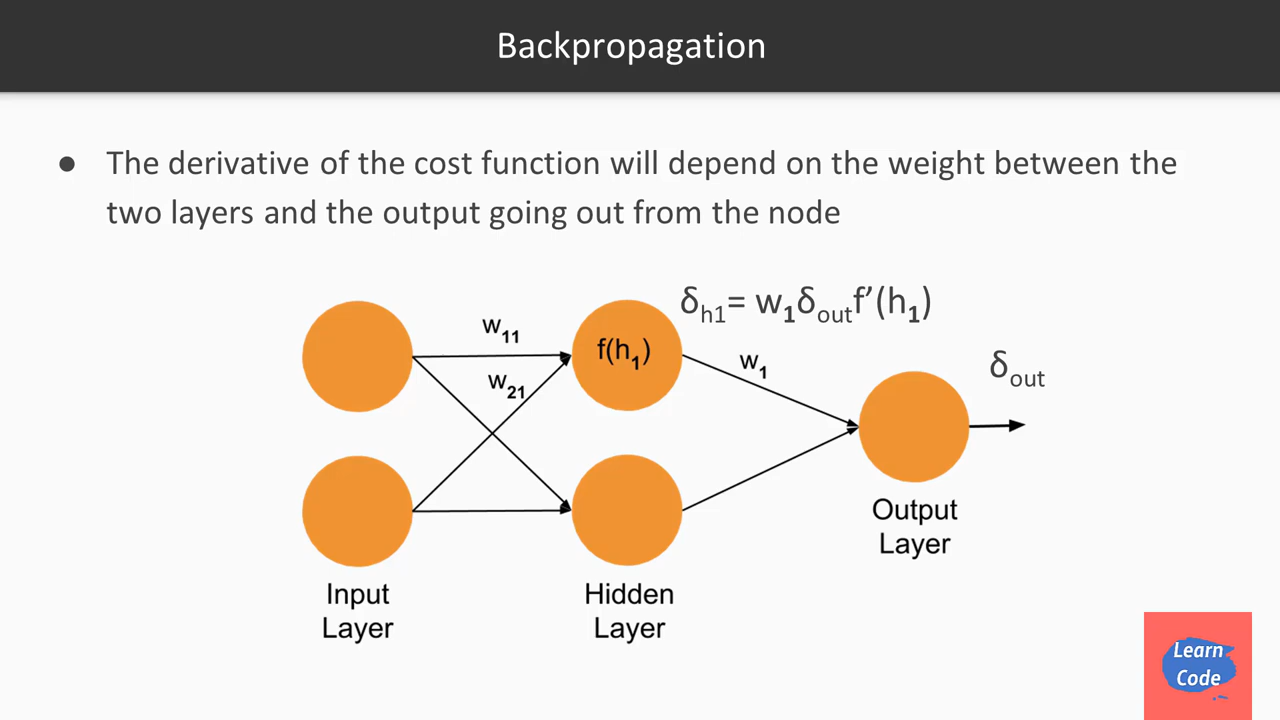 Backpropagation
● The derivative of the cost function will depend on the weight between the
two layers and the output going out from the node
δh1= w1δoutf’(h1)
w11
f(h1)
w1
δout
w21
Output
Layer
Input
Layer
Hidden
Layer
Learn
Code